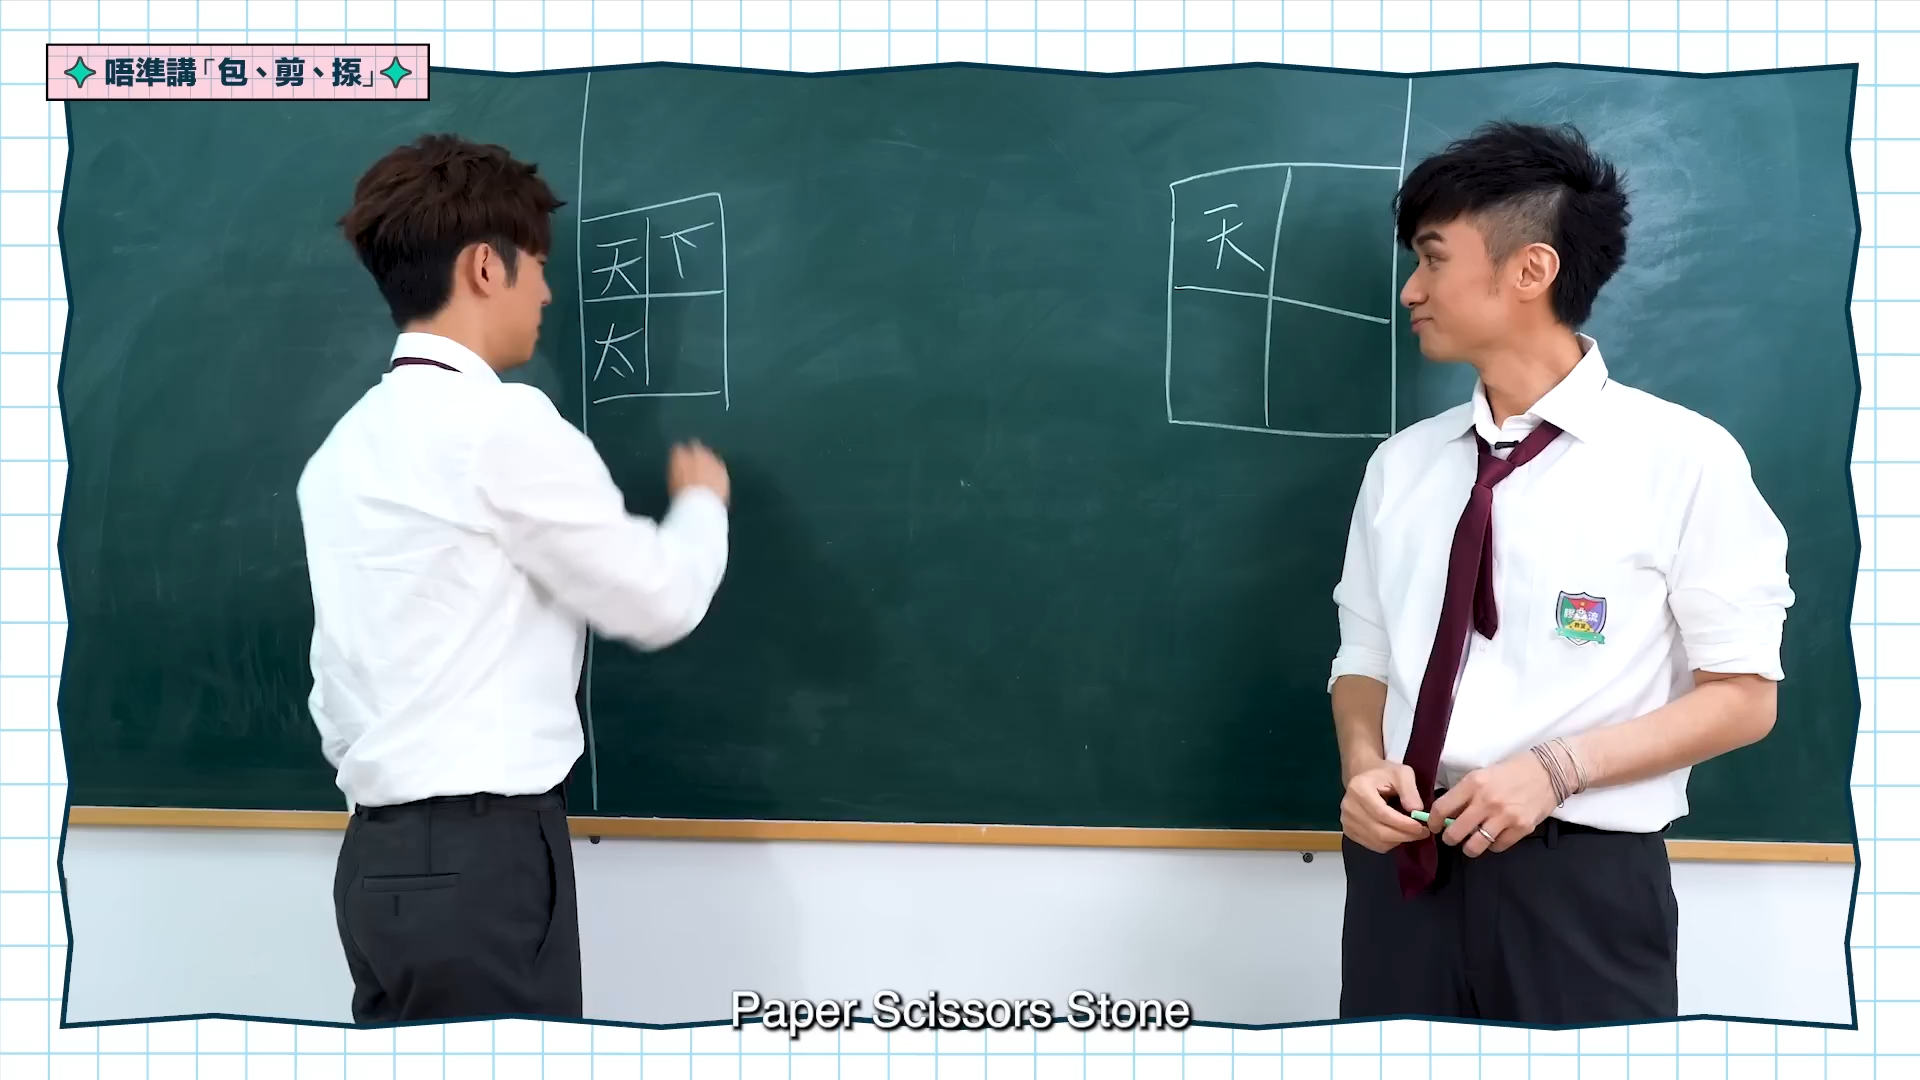 唔準講「包、剪、揼」
天 下
太
天
Paper Scissors Stone